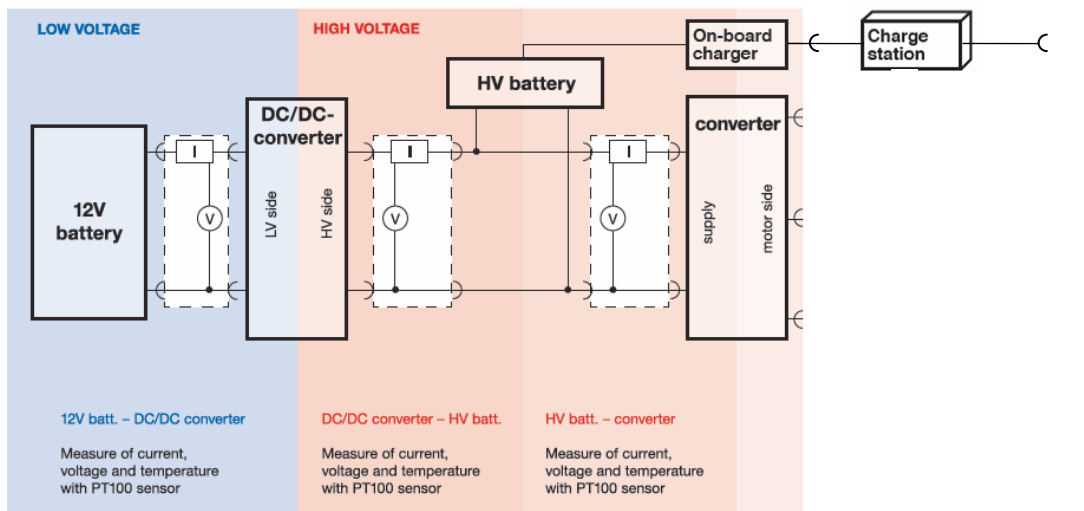 LOW VOLTAGE
HIGH VOLTAGE
On-board
charger
Charge
station
HV battery
DC/DC-
converter
converter
12V
battery
I
I
I
V
V
V
LV side
HV side
supply
motor side
12V batt. – DC/DC converter
Measure of current,
voltage and temperature
with PT100 sensor
DC/DC converter – HV batt.
Measure of current,
voltage and temperature
with PT100 sensor
HV batt. – converter
Measure of current,
voltage and temperature
with PT100 sensor